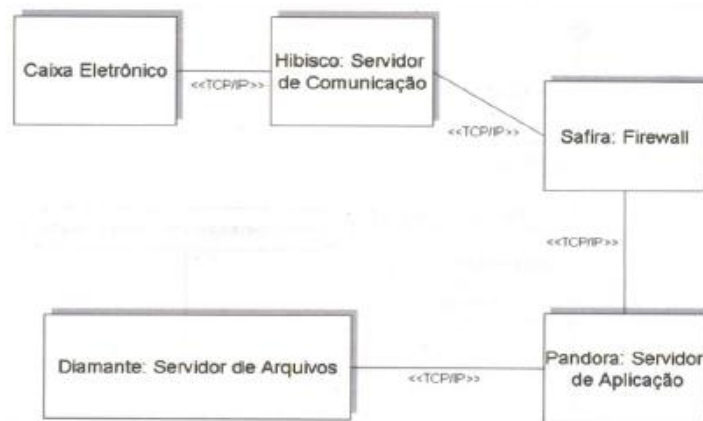 Caixa Eletrônico
<<TCP/IP>>
Hibisco: Servidor
de Comunicação
<<TCP/IP>>
Safira: Firewall
<<TCP/IP>>
Diamante: Servidor de Arquivos
<<TCP/IP>>
Pandora: Servidor
de Aplicação